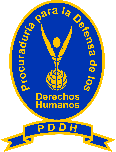 Procuraduría para la Defensa de los
Derechos
Humanos
PDDH